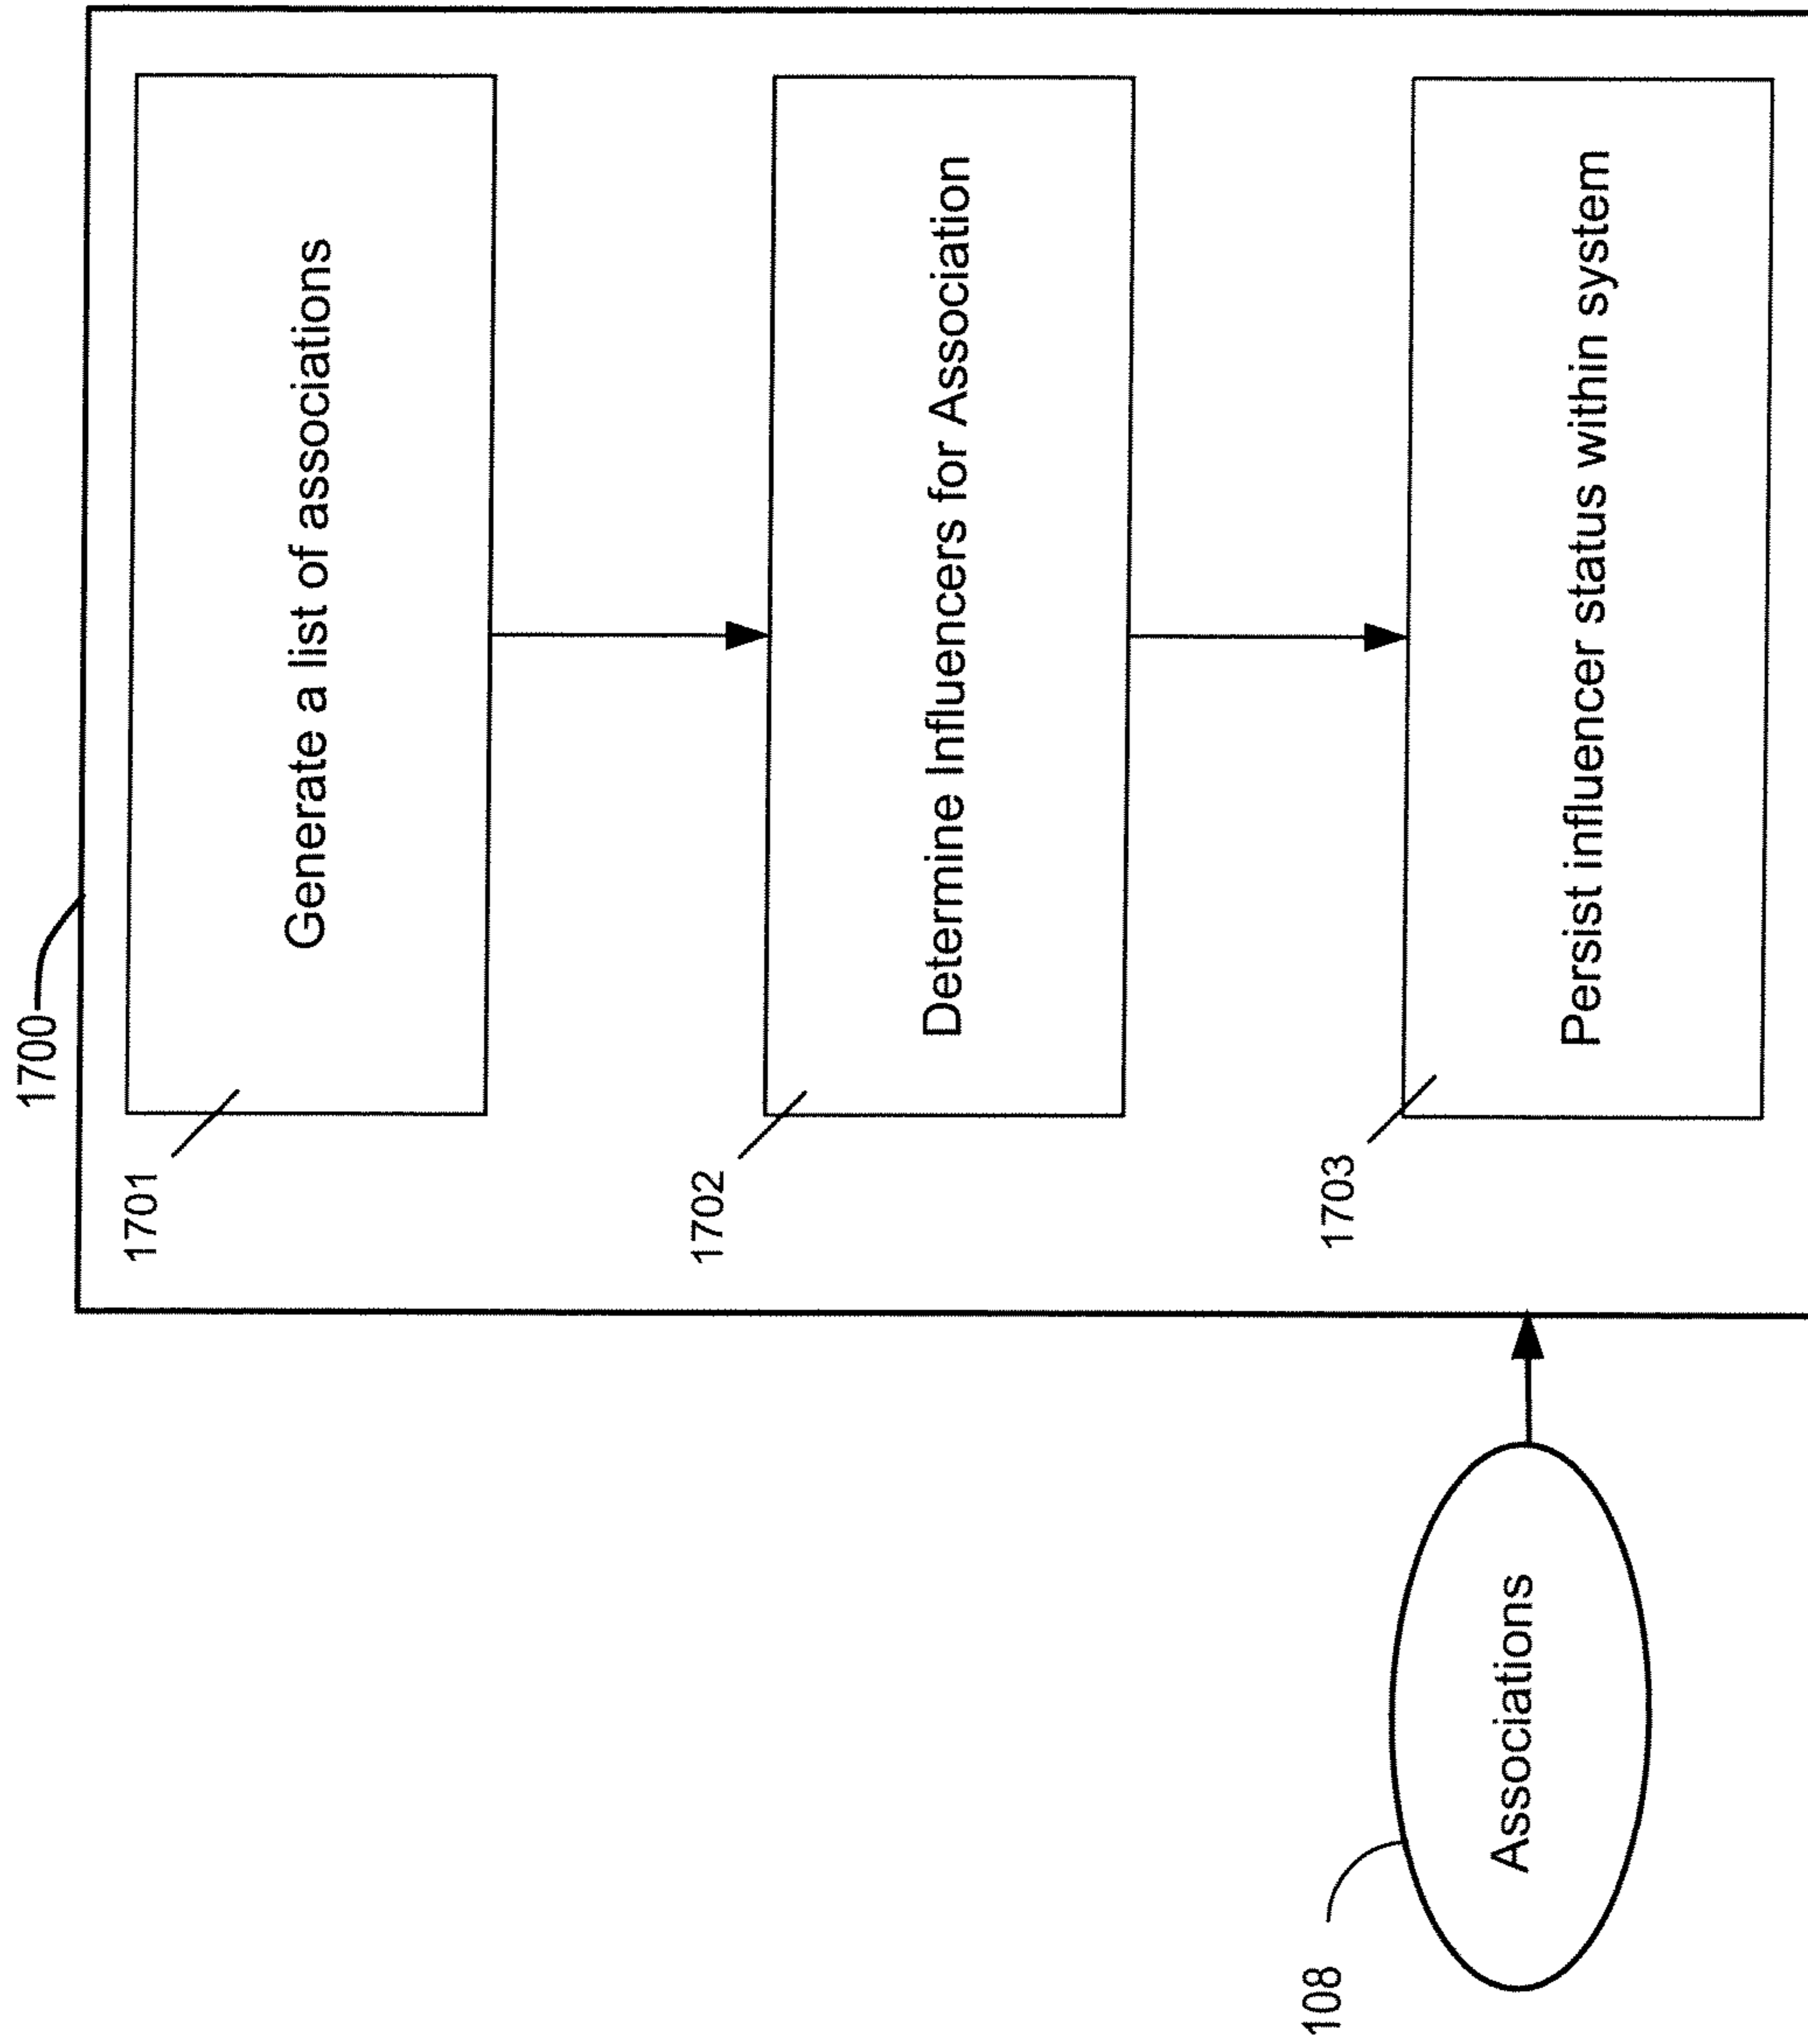 1700
1701
Generate a list of associations
1702
Determine Influencers for Association
1703
Persist influencer status within system
108
Associations